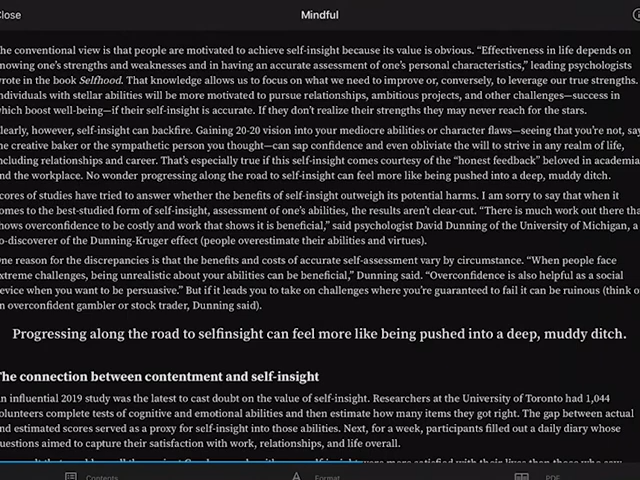 Close
Mindful
he conventional view is that people are motivated to achieve self-insight because its value is obvious. “Effectiveness in life depends on
nowing one’s strengths and weaknesses and in having an accurate assessment of one’s personal characteristics,” leading psychologists
wrote in the book Selfhood. That knowledge allows us to focus on what we need to improve or, conversely, to leverage our true strengths.
ndividuals with stellar abilities will be more motivated to pursue relationships, ambitious projects, and other challenges—success in
which boost well-being—if their self-insight is accurate. If they don’t realize their strengths they may never reach for the stars.
learly, however, self-insight can backfire. Gaining 20-20 vision into your mediocre abilities or character flaws—seeing that you’re not, say,
he creative baker or the sympathetic person you thought—can sap confidence and even obliviate the will to strive in any realm of life,
ncluding relationships and career. That’s especially true if this self-insight comes courtesy of the “honest feedback” beloved in academia
nd the workplace. No wonder progressing along the road to self-insight can feel more like being pushed into a deep, muddy ditch.
cores of studies have tried to answer whether the benefits of self-insight outweigh its potential harms. I am sorry to say that when it
omes to the best-studied form of self-insight, assessment of one’s abilities, the results aren’t clear-cut. “There is much work out there tha
hows overconfidence to be costly and work that shows it is beneficial,” said psychologist David Dunning of the University of Michigan, a
o-discoverer of the Dunning-Kruger effect (people overestimate their abilities and virtues).
ne reason for the discrepancies is that the benefits and costs of accurate self-assessment vary by circumstance. “When people face
xtreme challenges, being unrealistic about your abilities can be beneficial,” Dunning said. “Overconfidence is also helpful as a social
evice when you want to be persuasive.” But if it leads you to take on challenges where you’re guaranteed to fail it can be ruinous (think o
n overconfident gambler or stock trader, Dunning said).
Progressing along the road to selfinsight can feel more like being pushed into a deep, muddy ditch.
The connection between contentment and self-insight
n influential 2019 study was the latest to cast doubt on the value of self-insight. Researchers at the University of Toronto had 1,044
olunteers complete tests of cognitive and emotional abilities and then estimate how many items they got right. The gap between actual
nd estimated scores served as a proxy for self-insight into those abilities. Next, for a week, participants filled out a daily diary whose
uestions aimed to capture their satisfaction with work, relationships, and life overall.
Contents
Format
PDF